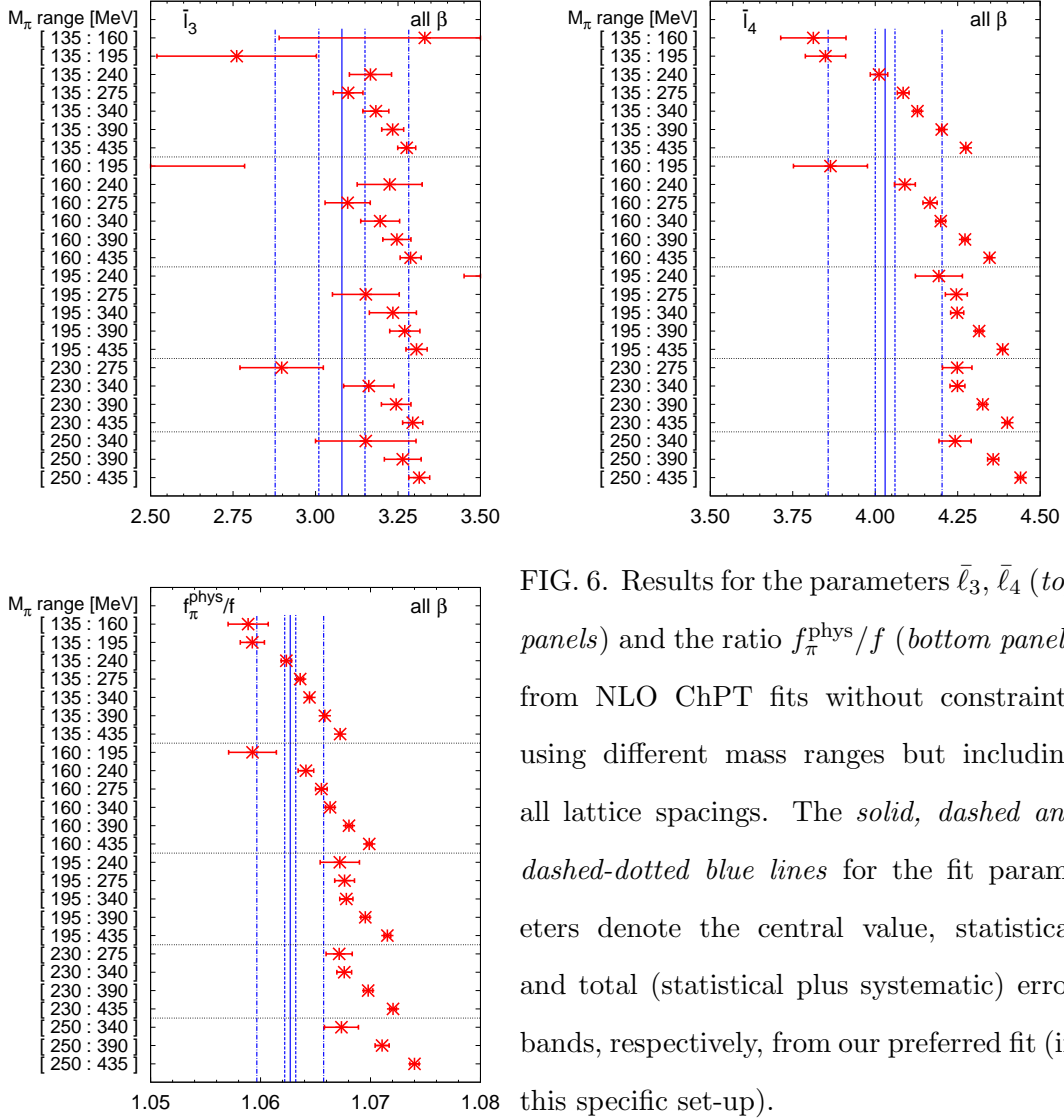 M_π range [MeV] l̄_3 all β
[ 135 : 160]
[ 135 : 195]
[ 135 : 240]
[ 135 : 275]
[ 135 : 340]
[ 135 : 390]
[ 135 : 435]
[ 160 : 195]
[ 160 : 240]
[ 160 : 275]
[ 160 : 340]
[ 160 : 390]
[ 160 : 435]
[ 195 : 240]
[ 195 : 275]
[ 195 : 340]
[ 195 : 390]
[ 195 : 435]
[ 230 : 275]
[ 230 : 340]
[ 230 : 390]
[ 230 : 435]
[ 250 : 340]
[ 250 : 390]
[ 250 : 435]
2.50 2.75 3.00 3.25 3.50
M_π range [MeV] l̄_4 all β
[ 135 : 160]
[ 135 : 195]
[ 135 : 240]
[ 135 : 275]
[ 135 : 340]
[ 135 : 390]
[ 135 : 435]
[ 160 : 195]
[ 160 : 240]
[ 160 : 275]
[ 160 : 340]
[ 160 : 390]
[ 160 : 435]
[ 195 : 240]
[ 195 : 275]
[ 195 : 340]
[ 195 : 390]
[ 195 : 435]
[ 230 : 275]
[ 230 : 340]
[ 230 : 390]
[ 230 : 435]
[ 250 : 340]
[ 250 : 390]
[ 250 : 435]
3.50 3.75 4.00 4.25 4.50
M_π range [MeV] f_π^phys/f all β
[ 135 : 160]
[ 135 : 195]
[ 135 : 240]
[ 135 : 275]
[ 135 : 340]
[ 135 : 390]
[ 135 : 435]
[ 160 : 195]
[ 160 : 240]
[ 160 : 275]
[ 160 : 340]
[ 160 : 390]
[ 160 : 435]
[ 195 : 240]
[ 195 : 275]
[ 195 : 340]
[ 195 : 390]
[ 195 : 435]
[ 230 : 275]
[ 230 : 340]
[ 230 : 390]
[ 230 : 435]
[ 250 : 340]
[ 250 : 390]
[ 250 : 435]
1.05 1.06 1.07 1.08
FIG. 6. Results for the parameters ℓ̄_3, ℓ̄_4 (to
panels) and the ratio f_π^phys/f (bottom panel
from NLO ChPT fits without constraint
using different mass ranges but includin
all lattice spacings. The solid, dashed an
dashed-dotted blue lines for the fit param
eters denote the central value, statistica
and total (statistical plus systematic) erro
bands, respectively, from our preferred fit (i
this specific set-up).